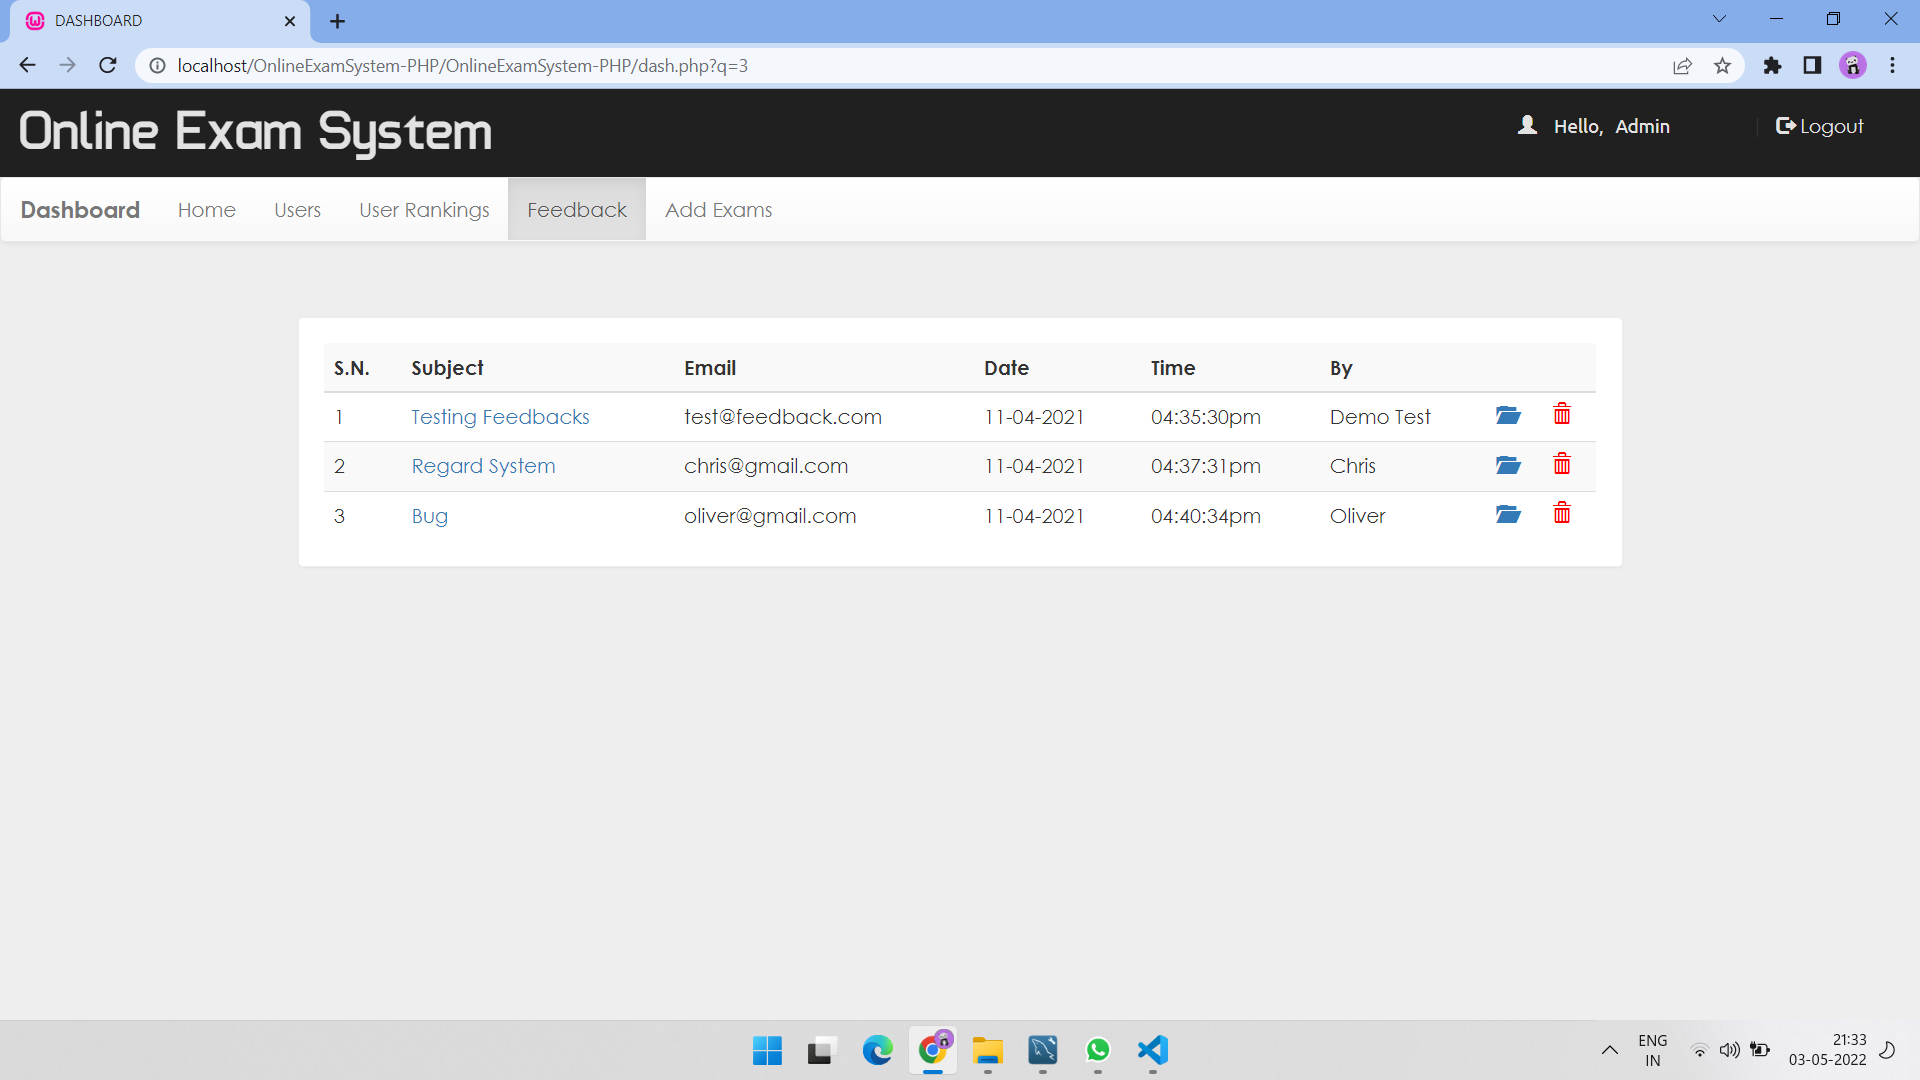 DASHBOARD
localhost/OnlineExamSystem-PHP/OnlineExamSystem-PHP/dash.php?q=3
Online Exam System
Hello, Admin
Logout
Dashboard Home Users User Rankings Feedback Add Exams
S.N. Subject Email Date Time By
1 Testing Feedbacks test@feedback.com 11-04-2021 04:35:30pm Demo Test
2 Regard System chris@gmail.com 11-04-2021 04:37:31pm Chris
3 Bug oliver@gmail.com 11-04-2021 04:40:34pm Oliver
ENG
IN
21:33
03-05-2022